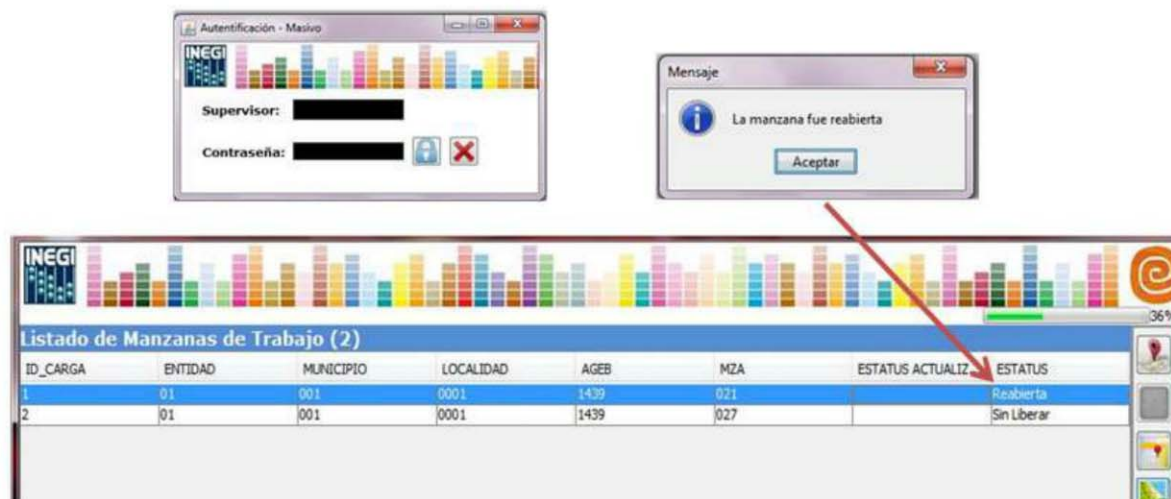 Autentificación - Masivo
INEGI
Supervisor:
Contraseña:
Mensaje
La manzana fue reabierta
Aceptar
INEGI
36%
Listado de Manzanas de Trabajo (2)
ID_CARGA ENTIDAD MUNICIPIO LOCALIDAD AGEB MZA ESTATUS ACTUALIZ... ESTATUS
1 01 001 0001 1439 021 Reabierta
2 01 001 0001 1439 027 Sin Liberar